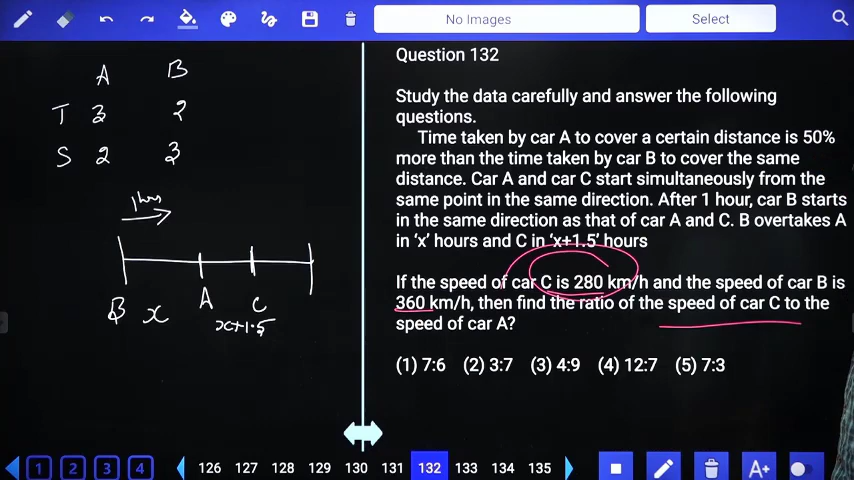 No Images
Select
A B
T 3 2
S 2 3
1hrs
B x A C
x+1.5
Question 132
Study the data carefully and answer the following
questions.
Time taken by car A to cover a certain distance is 50%
more than the time taken by car B to cover the same
distance. Car A and car C start simultaneously from the
same point in the same direction. After 1 hour, car B starts
in the same direction as that of car A and C. B overtakes A
in ‘x’ hours and C in ‘x+1.5’ hours
If the speed of car C is 280 km/h and the speed of car B is
360 km/h, then find the ratio of the speed of car C to the
speed of car A?
(1) 7:6 (2) 3:7 (3) 4:9 (4) 12:7 (5) 7:3
1 2 3 4 126 127 128 129 130 131 132 133 134 135 A+